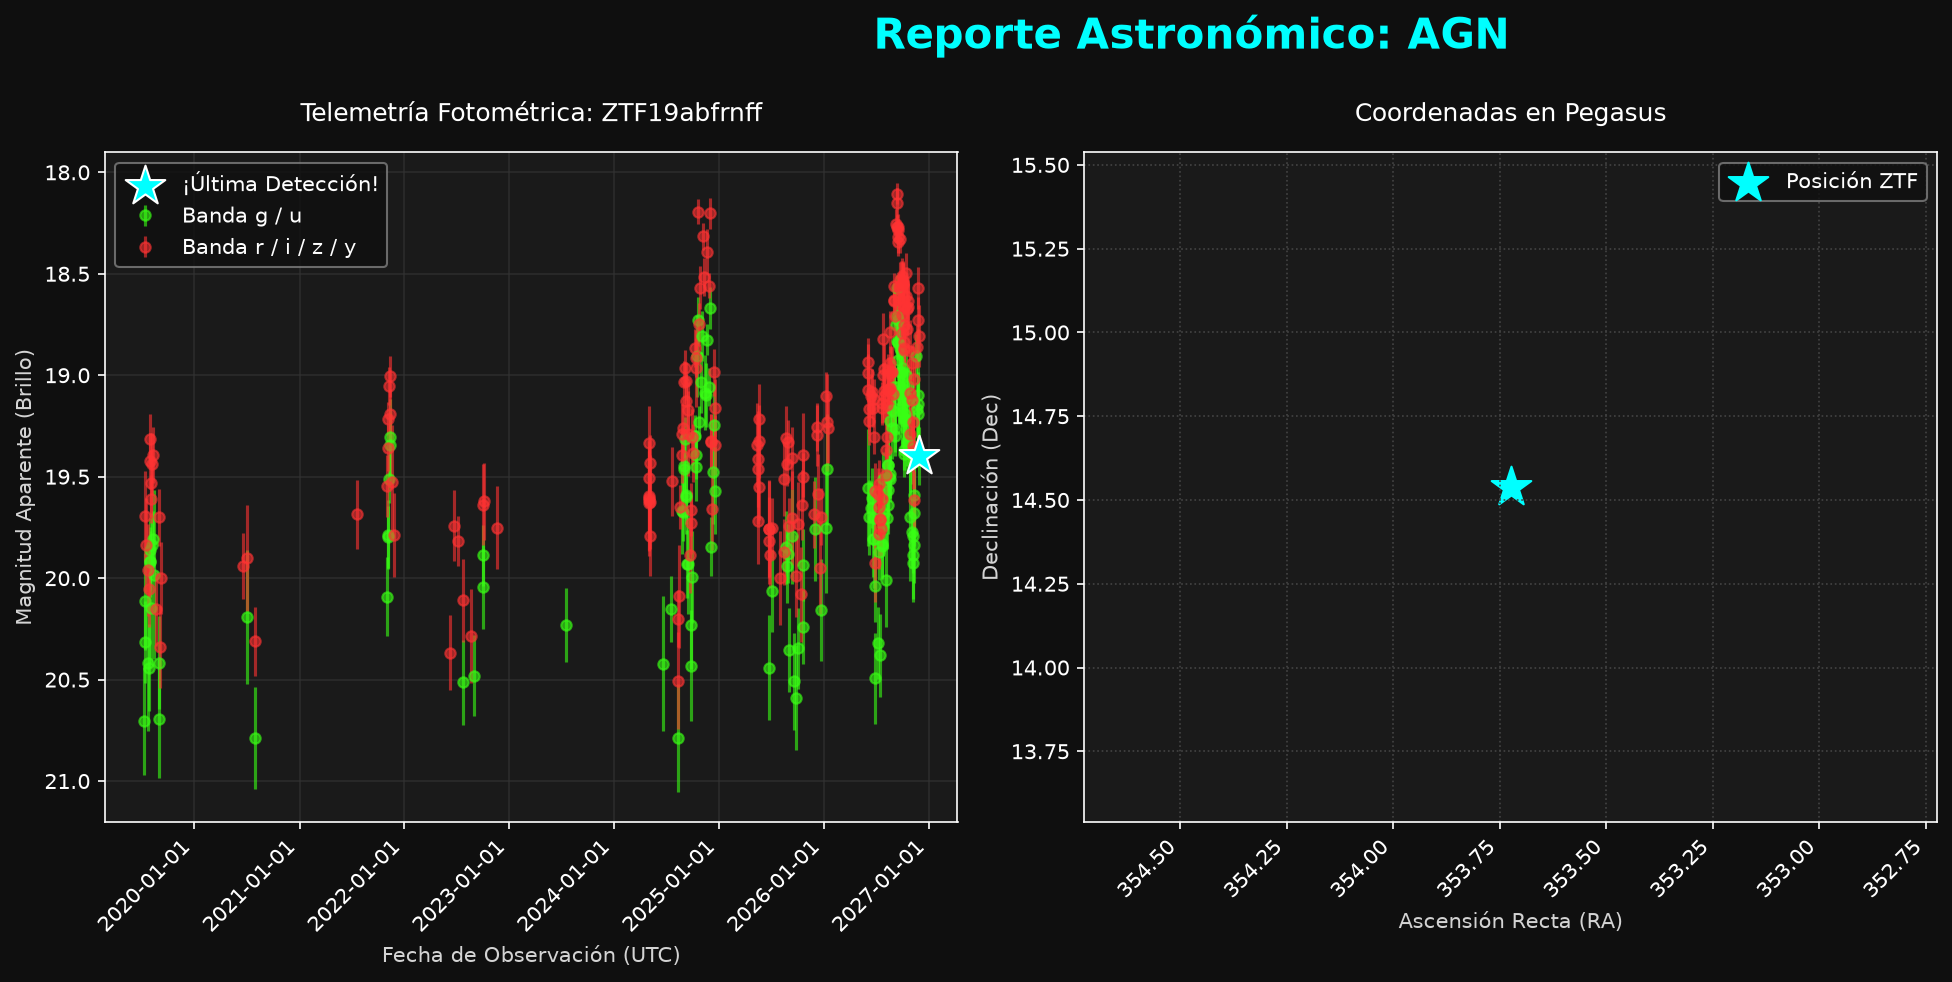 Reporte Astronómico: AGN
Telemetría Fotométrica: ZTF19abfrnff
¡Última Detección!
Banda g / u
Banda r / i / z / y
Magnitud Aparente (Brillo)
18.0
18.5
19.0
19.5
20.0
20.5
21.0
2020-01-01
2021-01-01
2022-01-01
2023-01-01
2024-01-01
2025-01-01
2026-01-01
2027-01-01
Fecha de Observación (UTC)
Coordenadas en Pegasus
Posición ZTF
Declinación (Dec)
15.50
15.25
15.00
14.75
14.50
14.25
14.00
13.75
354.50
354.25
354.00
353.75
353.50
353.25
353.00
352.75
Ascensión Recta (RA)